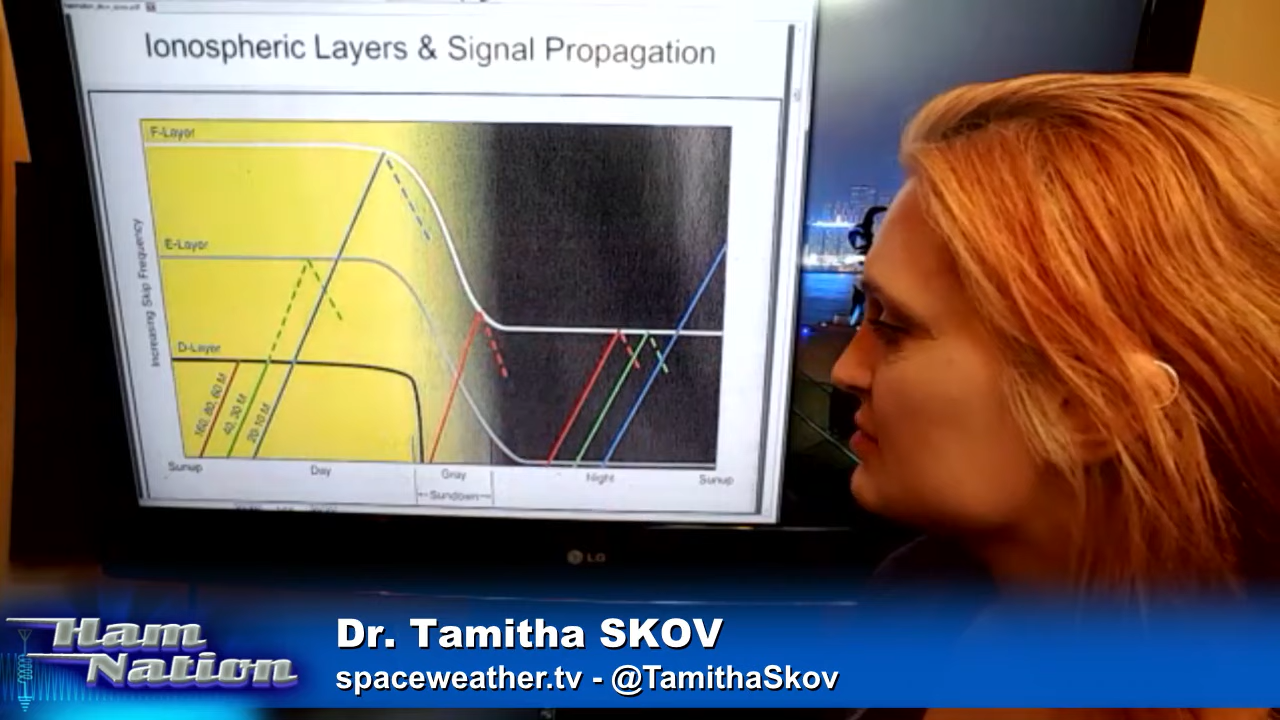 Ionospheric Layers & Signal Propagation
F-Layer
E-Layer
D-Layer
Increasing Skip Frequency
160, 80, 60 M
40, 30 M
20-10 M
Sunup
Day
Gray
Sundown
Night
Sunup
LG
Ham
Nation
Dr. Tamitha SKOV
spaceweather.tv - @TamithaSkov